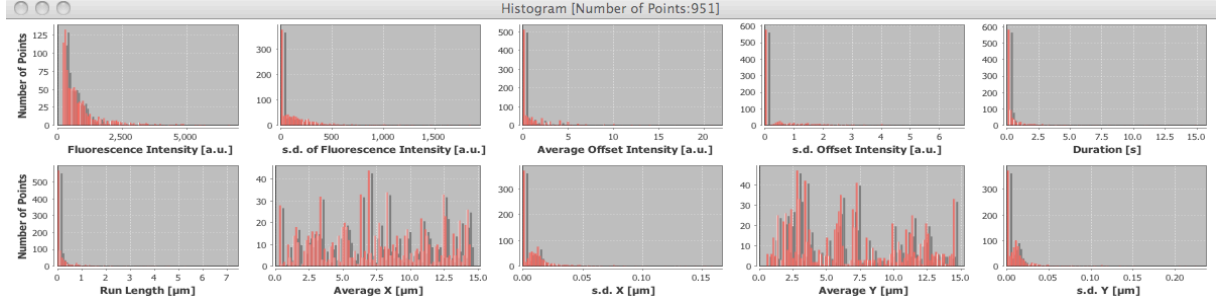 Histogram [Number of Points:951]
Number of Points
125
100
75
50
25
0
0 2,500 5,000
Fluorescence Intensity [a.u.]
300
200
100
0
0 500 1,000 1,500
s.d. of Fluorescence Intensity [a.u.]
500
400
300
200
100
0
0 5 10 15 20
Average Offset Intensity [a.u.]
600
500
400
300
200
100
0
0 1 2 3 4 5 6
s.d. Offset Intensity [a.u.]
600
500
400
300
200
100
0
0.0 2.5 5.0 7.5 10.0 12.5 15.0
Duration [s]
Number of Points
500
400
300
200
100
0
0 1 2 3 4 5 6 7
Run Length [µm]
40
30
20
10
0
0.0 2.5 5.0 7.5 10.0 12.5 15.0
Average X [µm]
300
200
100
0
0.00 0.05 0.10 0.15
s.d. X [µm]
40
30
20
10
0
0.0 2.5 5.0 7.5 10.0 12.5 15.0
Average Y [µm]
300
200
100
0
0.00 0.05 0.10 0.15 0.20
s.d. Y [µm]